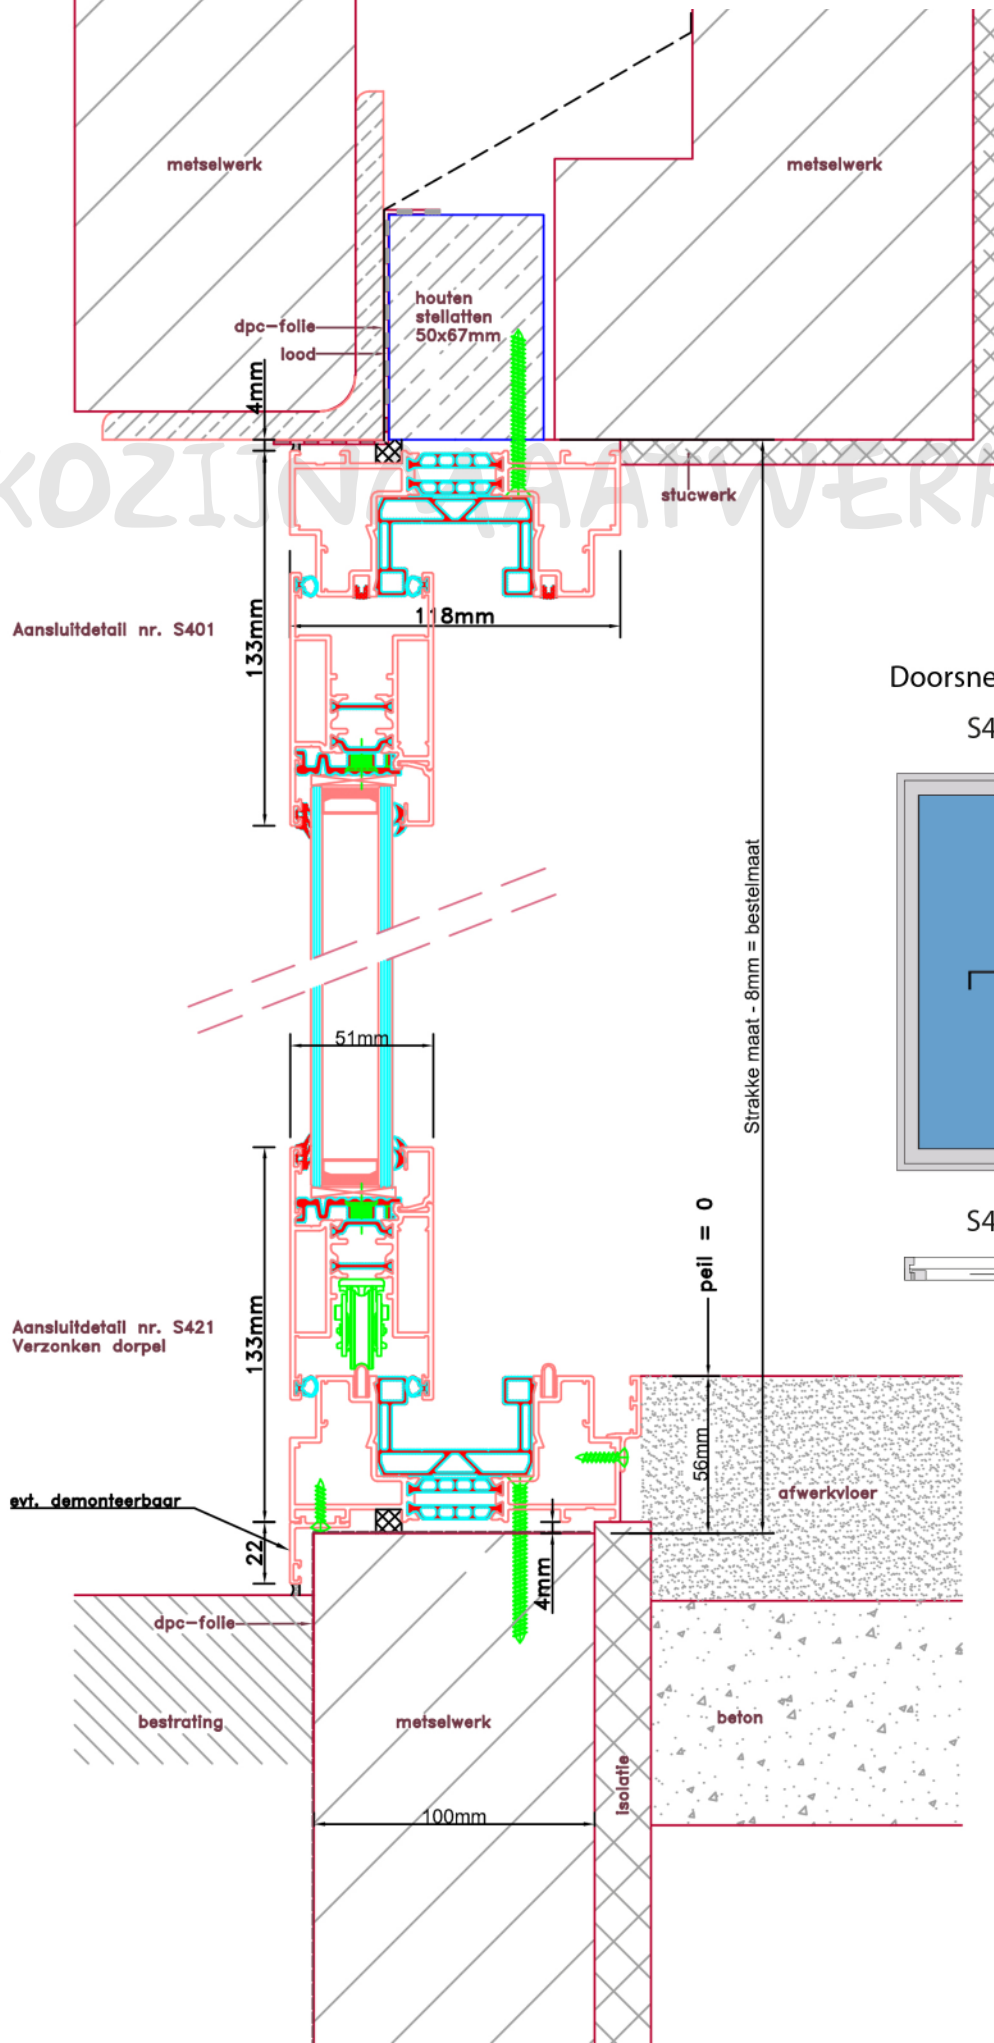 metselwerk
metselwerk
houten
stellatten
50x67mm
dpc-folie
lood
4mm
KOZIJNMAATWERK
stucwerk
118mm
133mm
Aansluitdetail nr. S401
Doorsne
S4
Strakke maat - 8mm = bestelmaat
51mm
peil = 0
S4
Aansluitdetail nr. S421
Verzonken dorpel
133mm
56mm
afwerkvloer
evt. demonteerbaar
22
4mm
dpc-folie
bestrating
metselwerk
beton
isolatie
100mm